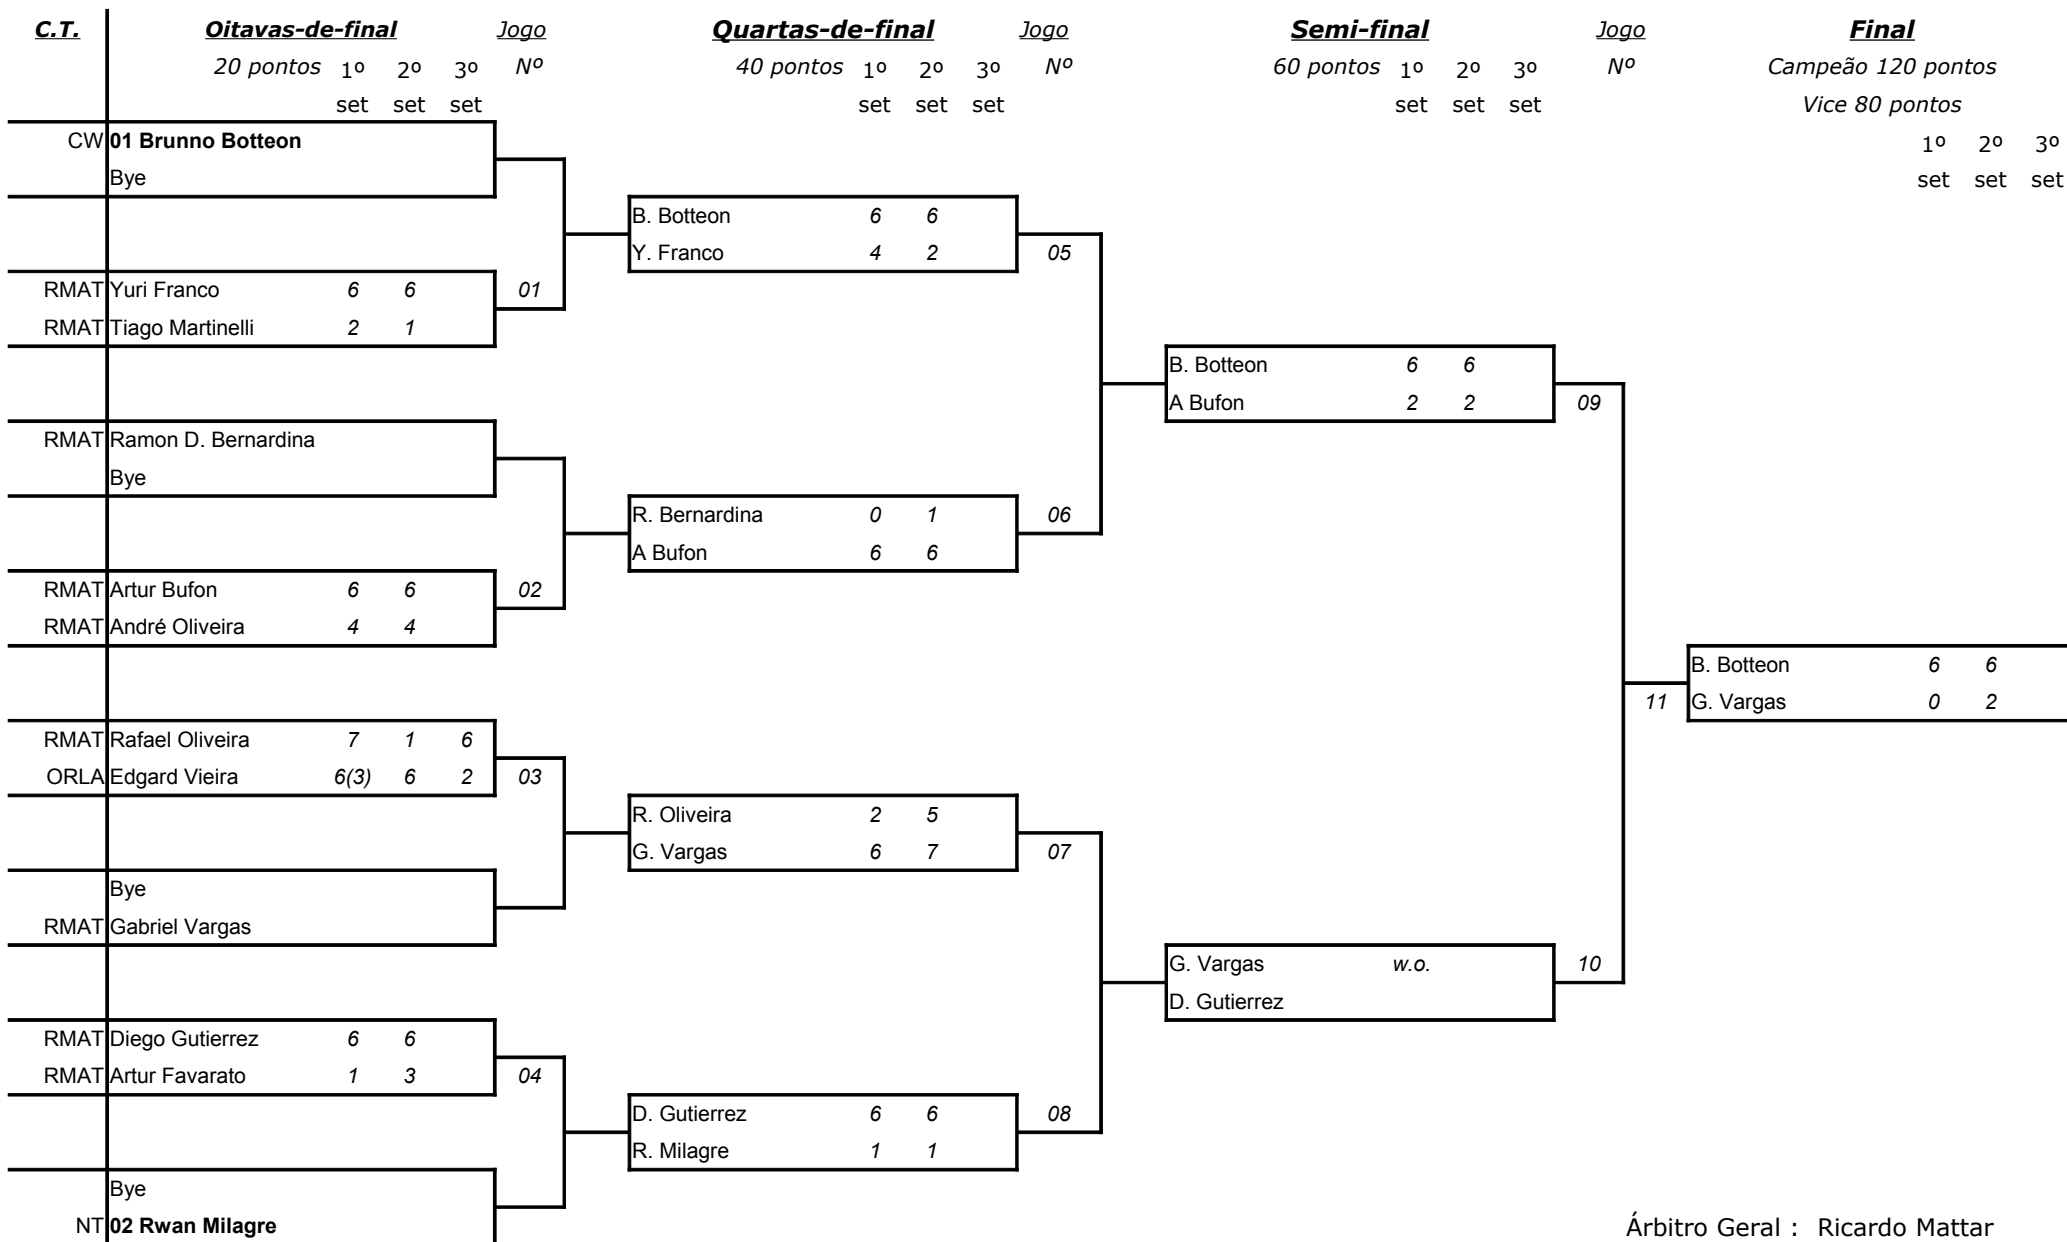 C.T. Oitavas-de-final Jogo Quartas-de-final Jogo Semi-final Jogo Final
20 pontos 1º 2º 3º Nº 40 pontos 1º 2º 3º Nº 60 pontos 1º 2º 3º Nº Campeão 120 pontos
set set set set set set set set set Vice 80 pontos
CW 01 Brunno Botteon 1º 2º 3º
Bye set set set
B. Botteon 6 6
Y. Franco 4 2 05
RMAT Yuri Franco 6 6 01
RMAT Tiago Martinelli 2 1
B. Botteon 6 6
A Bufon 2 2 09
RMAT Ramon D. Bernardina
Bye
R. Bernardina 0 1 06
A Bufon 6 6
RMAT Artur Bufon 6 6 02
RMAT André Oliveira 4 4
B. Botteon 6 6
11 G. Vargas 0 2
RMAT Rafael Oliveira 7 1 6
ORLA Edgard Vieira 6(3) 6 2 03
R. Oliveira 2 5
G. Vargas 6 7 07
Bye
RMAT Gabriel Vargas
G. Vargas w.o. 10
D. Gutierrez
RMAT Diego Gutierrez 6 6
RMAT Artur Favarato 1 3 04
D. Gutierrez 6 6 08
R. Milagre 1 1
Bye
NT 02 Rwan Milagre Árbitro Geral : Ricardo Mattar